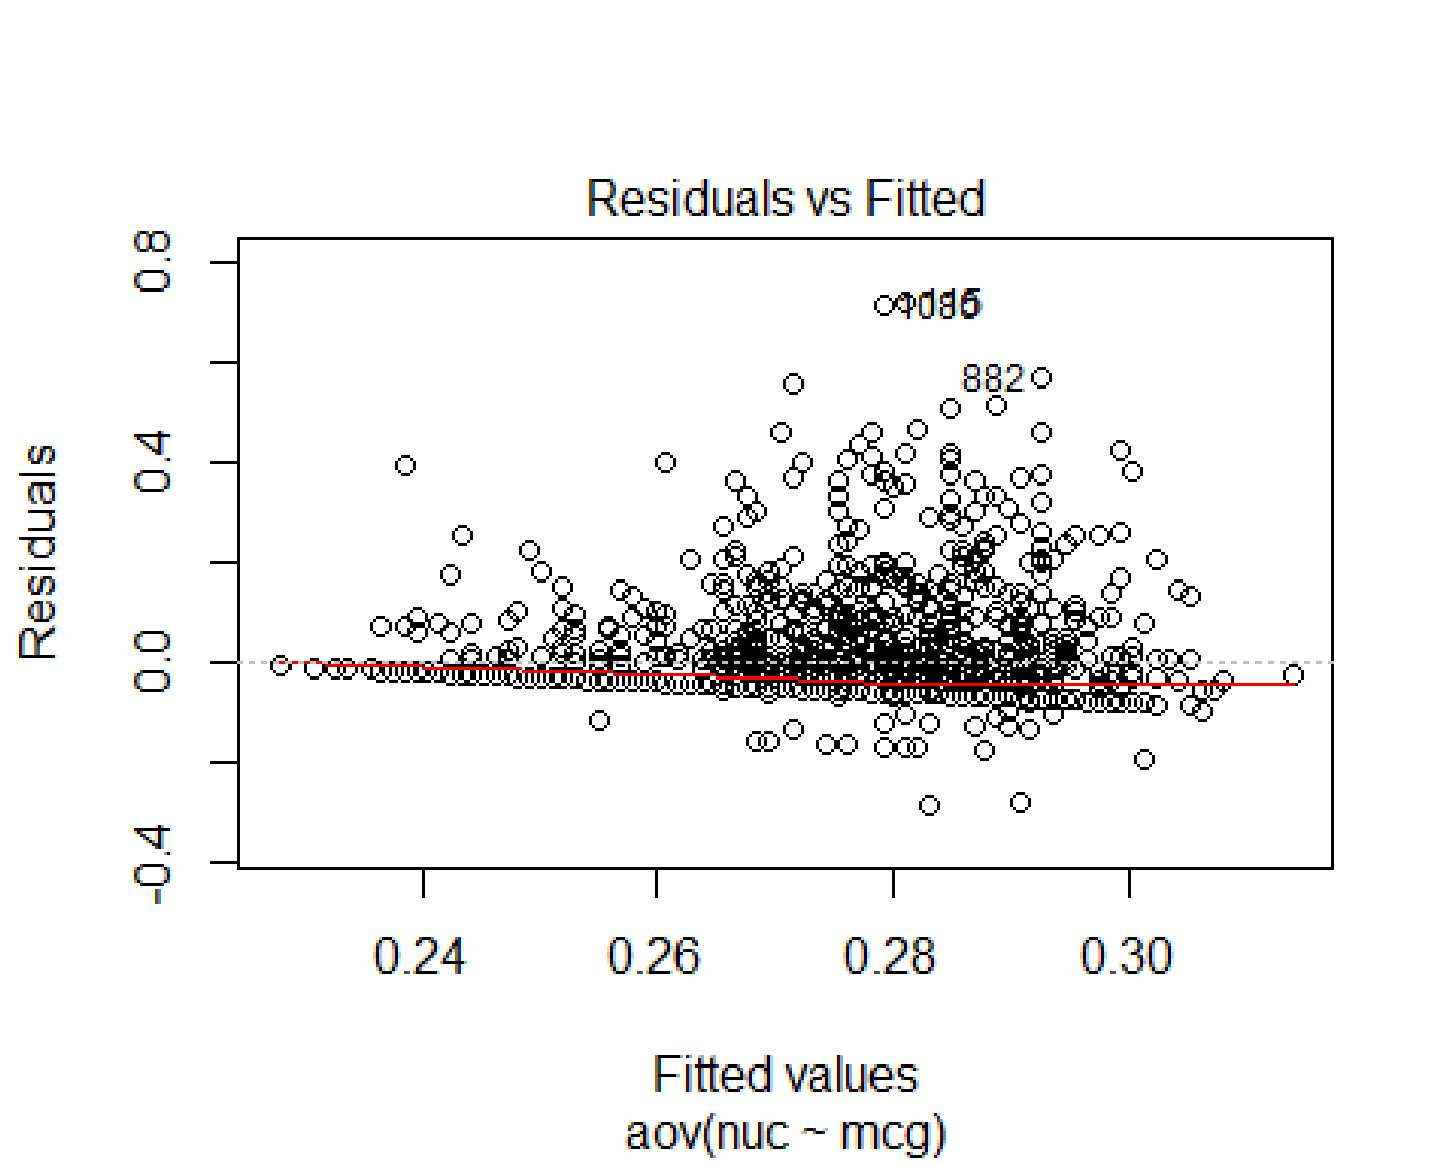 Residuals vs Fitted
0.8
0.4
0.0
-0.4
Residuals
882
0.24 0.26 0.28 0.30
Fitted values
aov(nuc ~ mcg)